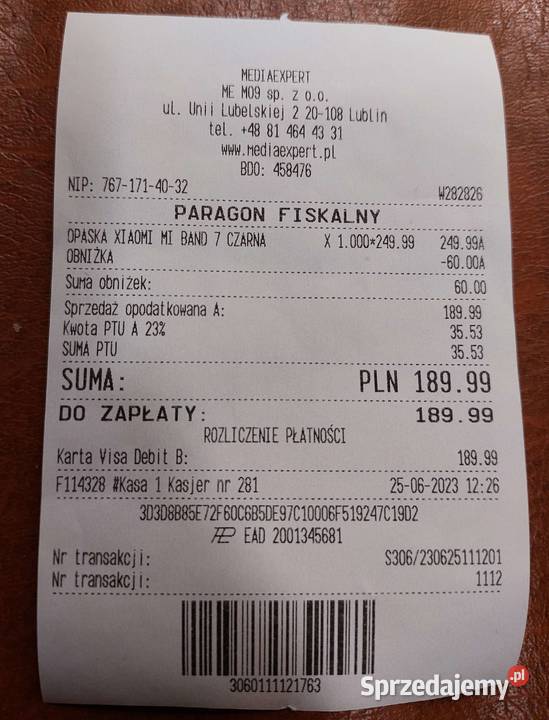 MEDIAEXPERT
ME M09 sp. z o.o.
ul. Unii Lubelskiej 2 20-108 Lublin
tel. +48 81 464 43 31
www.mediaexpert.pl
BDO: 458476
NIP: 767-171-40-32 W282826
PARAGON FISKALNY
OPASKA XIAOMI MI BAND 7 CZARNA X 1.000*249.99 249.99A
OBNIŻKA -60.00A
Suma obniżek: 60.00
Sprzedaż opodatkowana A: 189.99
Kwota PTU A 23% 35.53
SUMA PTU 35.53
SUMA: PLN 189.99
DO ZAPŁATY: 189.99
ROZLICZENIE PŁATNOŚCI
Karta Visa Debit B: 189.99
F114328 #Kasa 1 Kasjer nr 281 25-06-2023 12:26
3D3D8B85E72F60C6B5DE97C10006F519247C19D2
EAD 2001345681
Nr transakcji: S306/230625111201
Nr transakcji: 1112
3060111121763
Sprzedajemy.pl